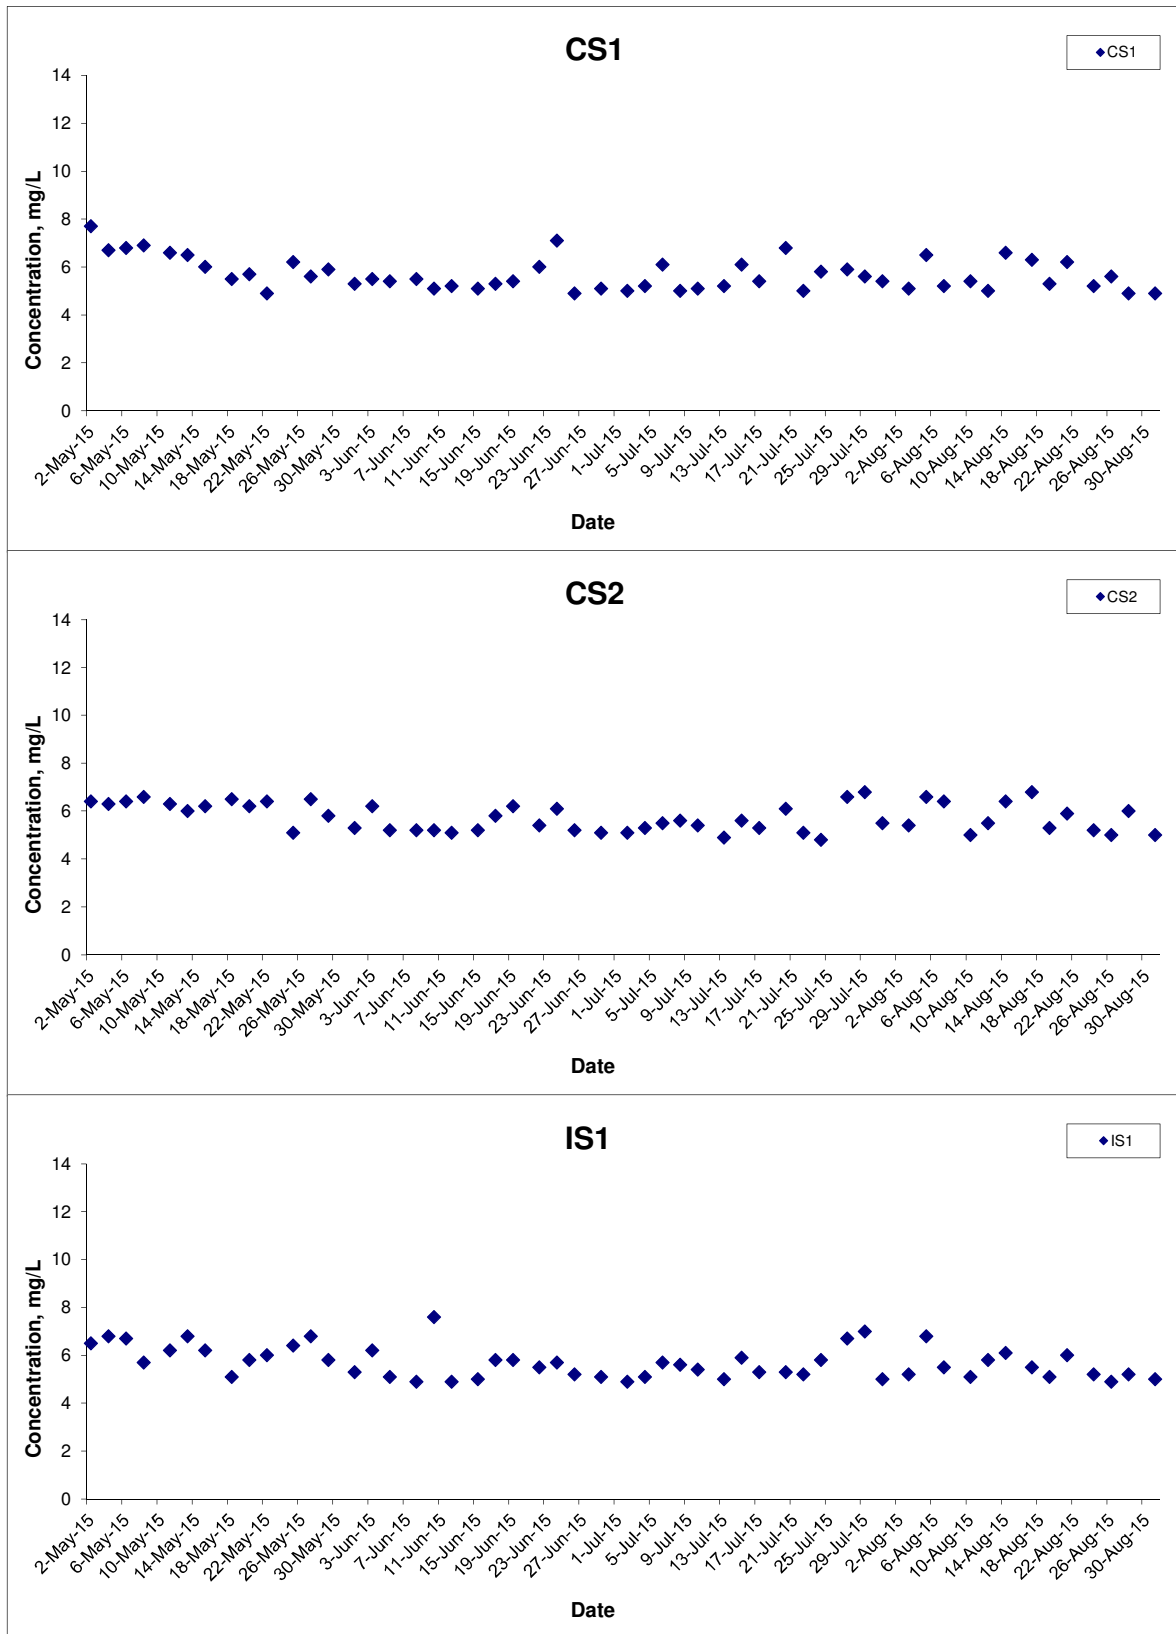 CS1
CS1
14
12
10
8
6
4
2
0
Concentration, mg/L
2-May-15
6-May-15
10-May-15
14-May-15
18-May-15
22-May-15
26-May-15
30-May-15
3-Jun-15
7-Jun-15
11-Jun-15
15-Jun-15
19-Jun-15
23-Jun-15
27-Jun-15
1-Jul-15
5-Jul-15
9-Jul-15
13-Jul-15
17-Jul-15
21-Jul-15
25-Jul-15
29-Jul-15
2-Aug-15
6-Aug-15
10-Aug-15
14-Aug-15
18-Aug-15
22-Aug-15
26-Aug-15
30-Aug-15
Date
CS2
CS2
14
12
10
8
6
4
2
0
Concentration, mg/L
2-May-15
6-May-15
10-May-15
14-May-15
18-May-15
22-May-15
26-May-15
30-May-15
3-Jun-15
7-Jun-15
11-Jun-15
15-Jun-15
19-Jun-15
23-Jun-15
27-Jun-15
1-Jul-15
5-Jul-15
9-Jul-15
13-Jul-15
17-Jul-15
21-Jul-15
25-Jul-15
29-Jul-15
2-Aug-15
6-Aug-15
10-Aug-15
14-Aug-15
18-Aug-15
22-Aug-15
26-Aug-15
30-Aug-15
Date
IS1
IS1
14
12
10
8
6
4
2
0
Concentration, mg/L
2-May-15
6-May-15
10-May-15
14-May-15
18-May-15
22-May-15
26-May-15
30-May-15
3-Jun-15
7-Jun-15
11-Jun-15
15-Jun-15
19-Jun-15
23-Jun-15
27-Jun-15
1-Jul-15
5-Jul-15
9-Jul-15
13-Jul-15
17-Jul-15
21-Jul-15
25-Jul-15
29-Jul-15
2-Aug-15
6-Aug-15
10-Aug-15
14-Aug-15
18-Aug-15
22-Aug-15
26-Aug-15
30-Aug-15
Date